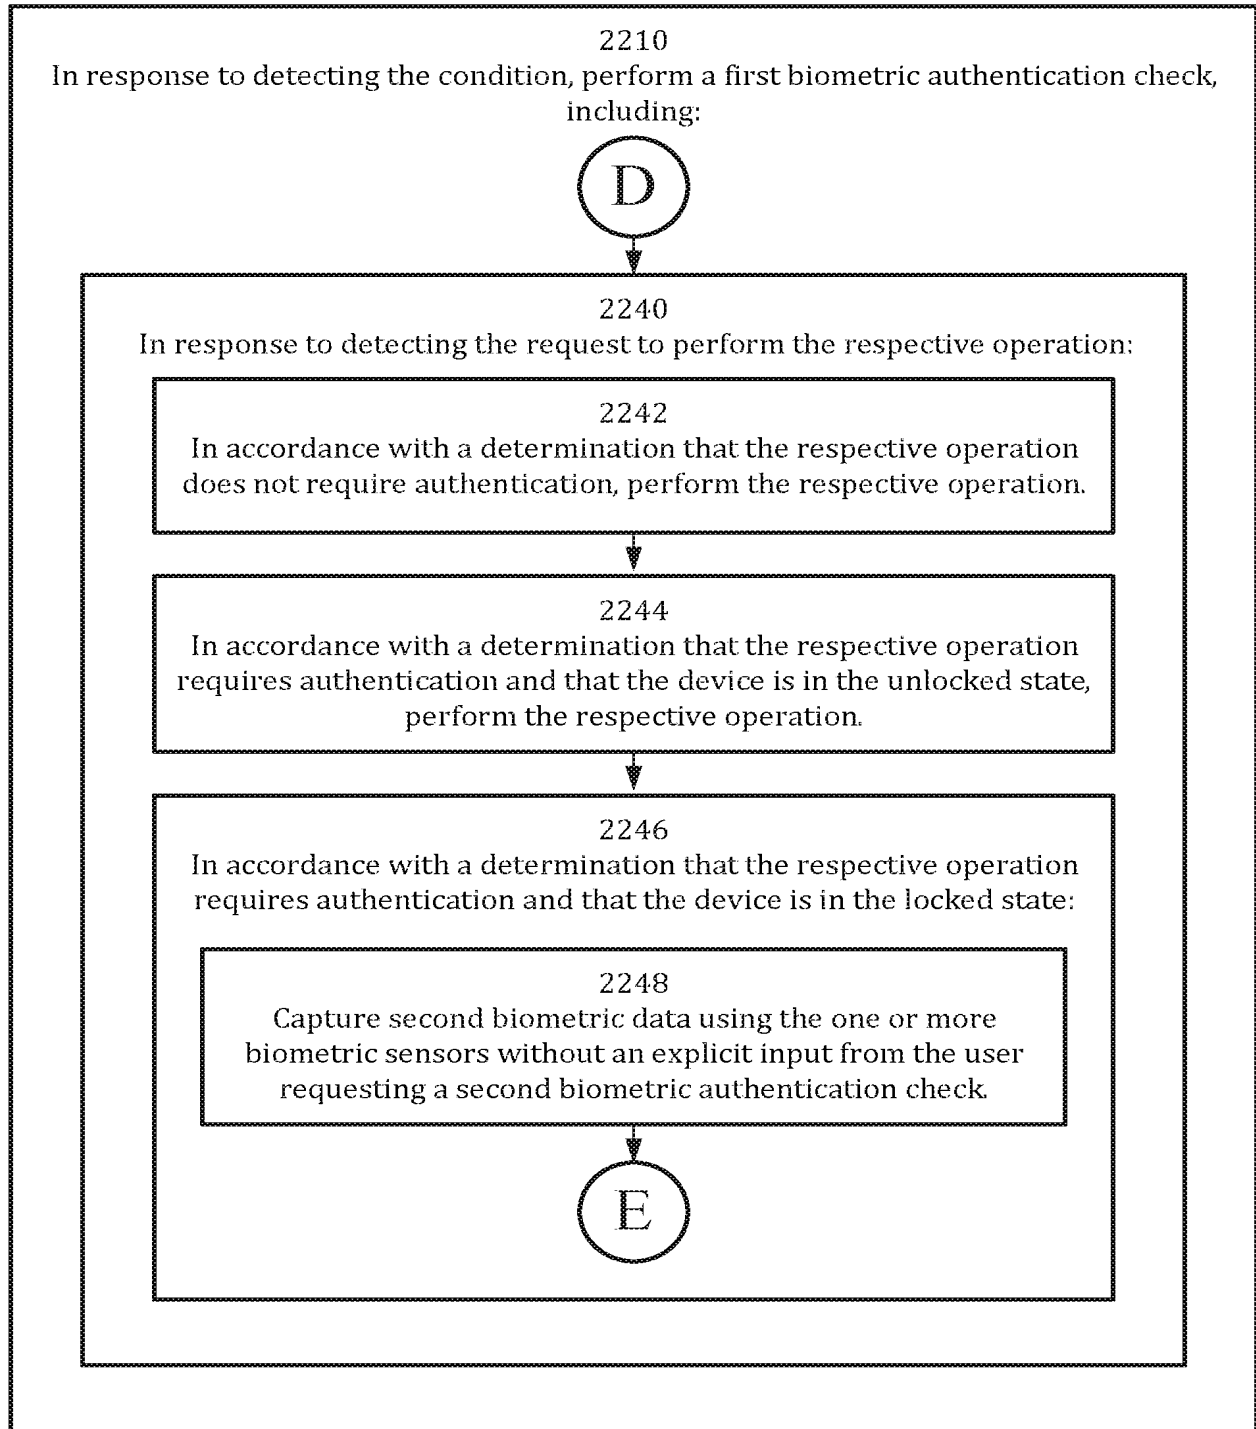 2210
In response to detecting the condition, perform a first biometric authentication check,
including:
D
2240
In response to detecting the request to perform the respective operation:
2242
In accordance with a determination that the respective operation
does not require authentication, perform the respective operation.
2244
In accordance with a determination that the respective operation
requires authentication and that the device is in the unlocked state,
perform the respective operation.
2246
In accordance with a determination that the respective operation
requires authentication and that the device is in the locked state:
2248
Capture second biometric data using the one or more
biometric sensors without an explicit input from the user
requesting a second biometric authentication check.
E